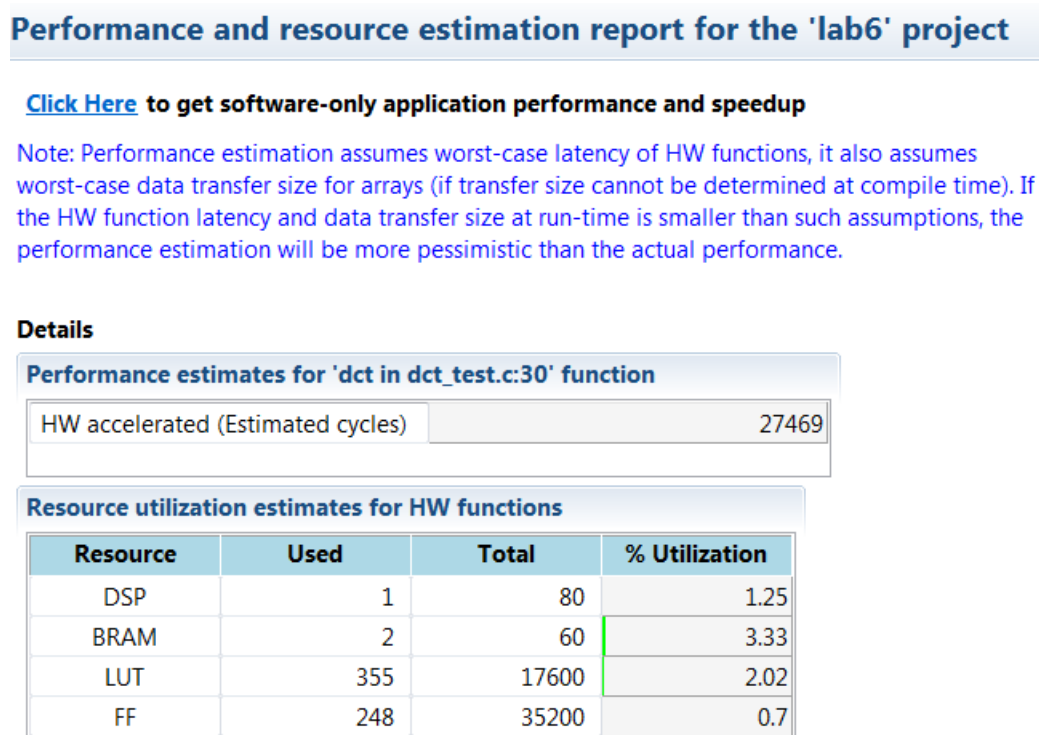 Performance and resource estimation report for the 'lab6' project
Click Here to get software-only application performance and speedup
Note: Performance estimation assumes worst-case latency of HW functions, it also assumes
worst-case data transfer size for arrays (if transfer size cannot be determined at compile time). If
the HW function latency and data transfer size at run-time is smaller than such assumptions, the
performance estimation will be more pessimistic than the actual performance.
Details
Performance estimates for 'dct in dct_test.c:30' function
HW accelerated (Estimated cycles) 27469
Resource utilization estimates for HW functions
Resource Used Total % Utilization
DSP 1 80 1.25
BRAM 2 60 3.33
LUT 355 17600 2.02
FF 248 35200 0.7